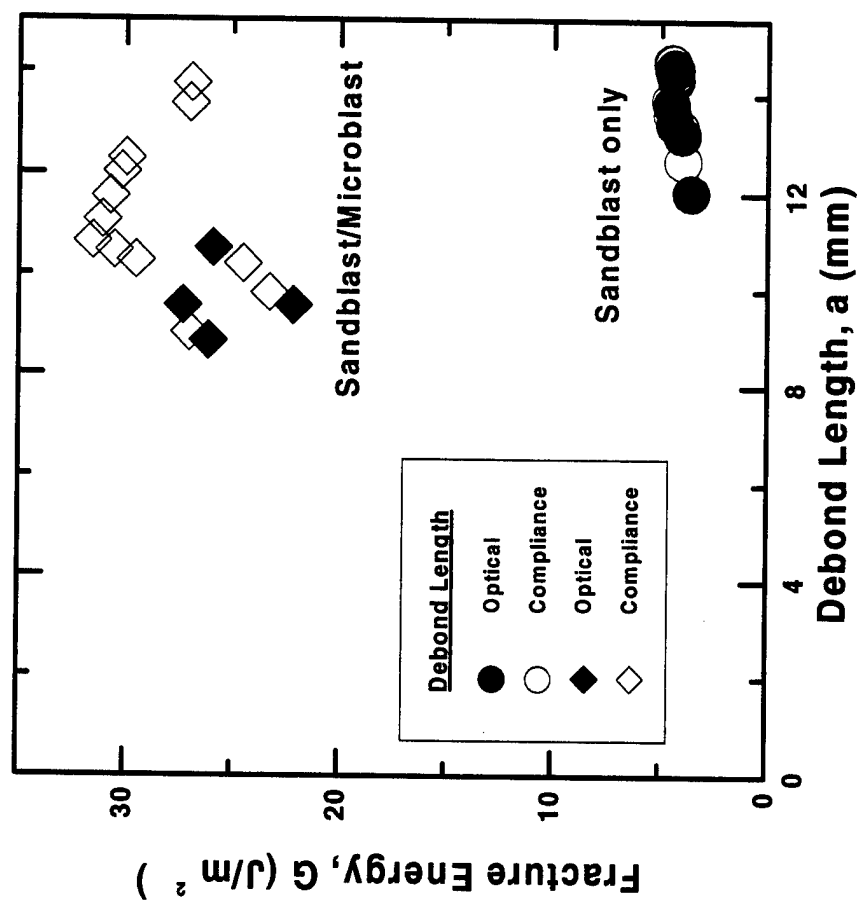 Fracture Energy, G (J/m ² )
30
20
10
0
Sandblast/Microblast
Sandblast only
Debond Length
Optical
Compliance
Optical
Compliance
0 4 8 12
Debond Length, a (mm)